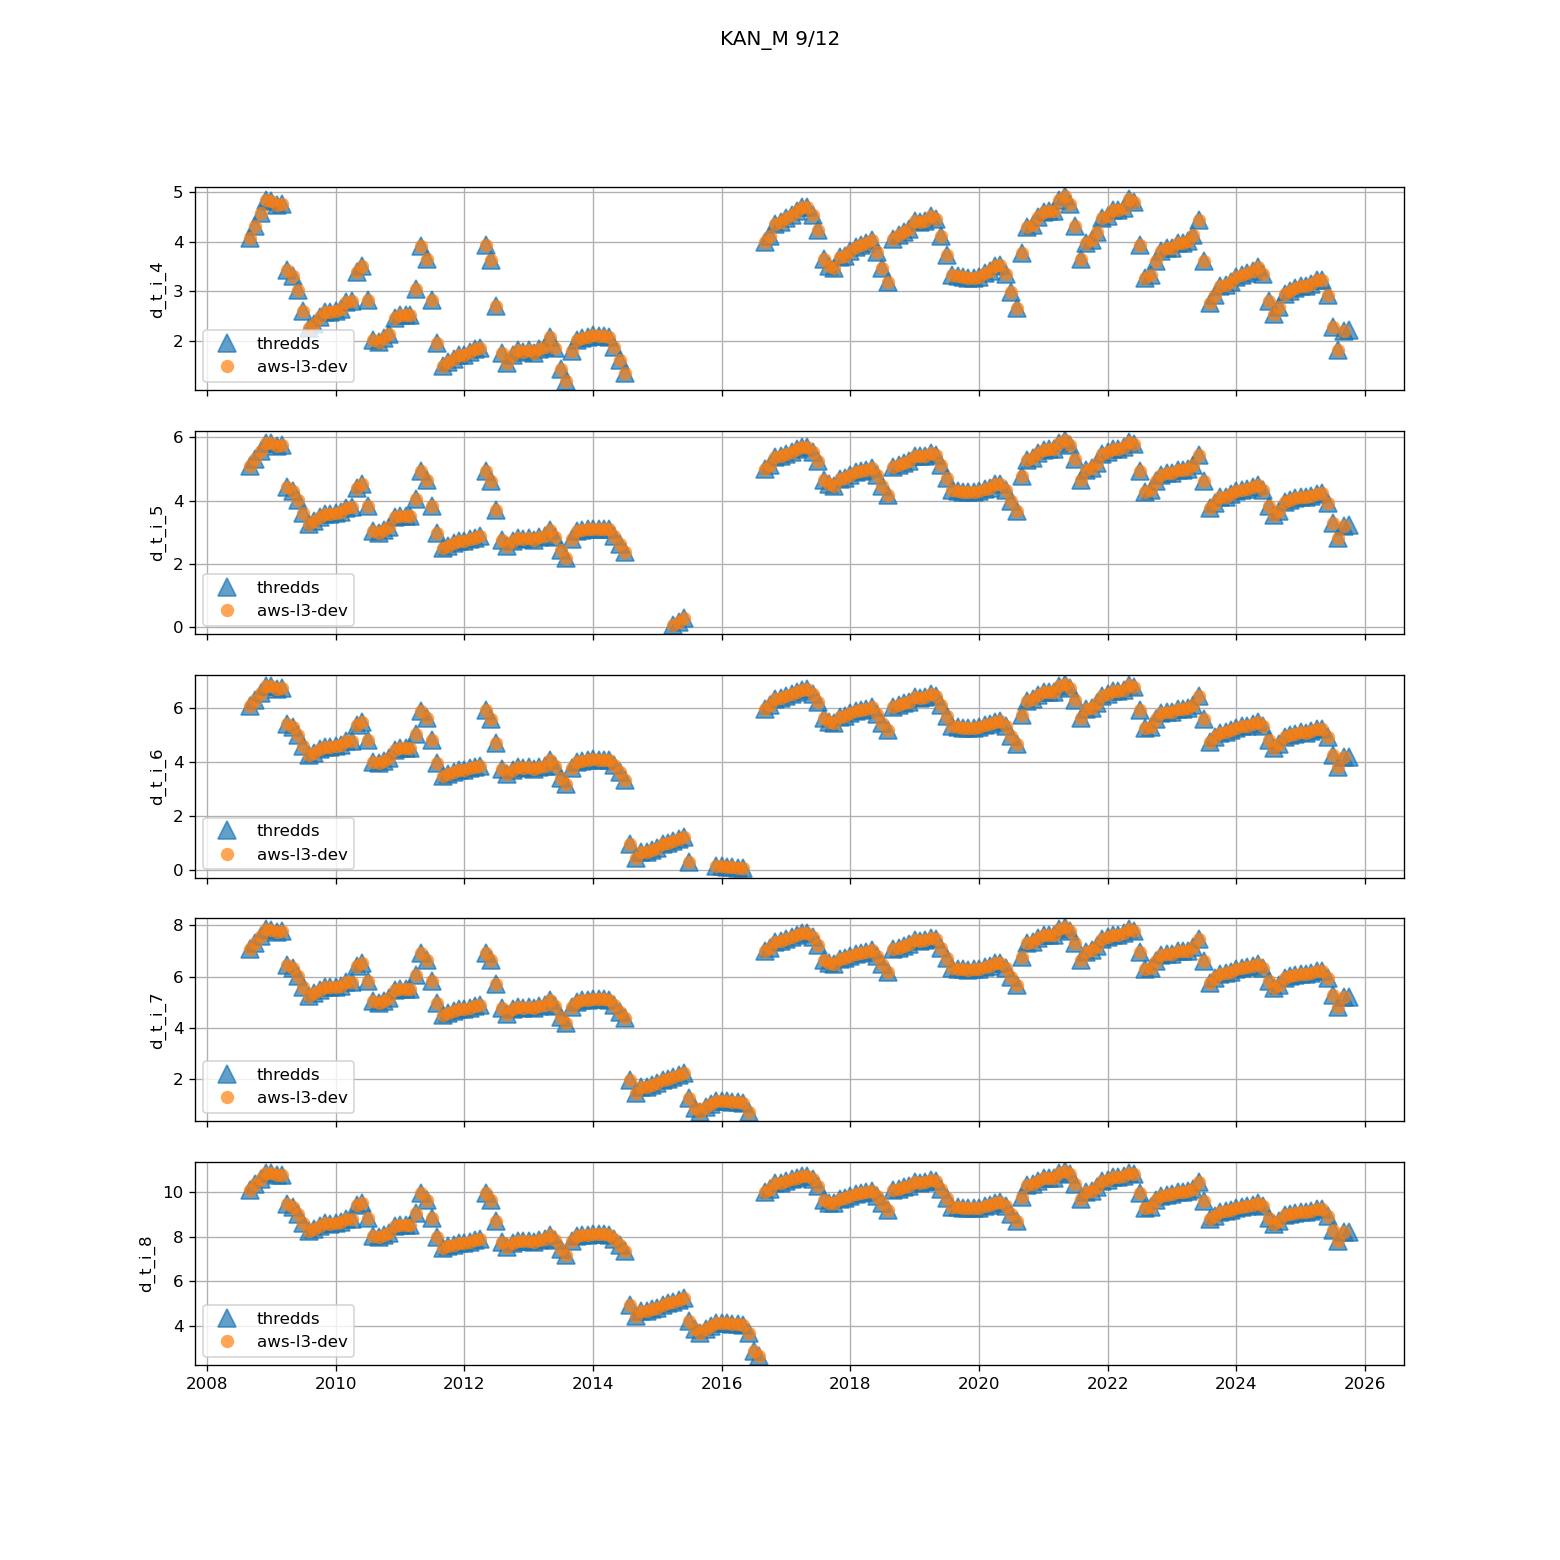 KAN_M 9/12
5
4
3
2
d_t_i_4
thredds
aws-l3-dev
6
4
2
0
d_t_i_5
thredds
aws-l3-dev
6
4
2
0
d_t_i_6
thredds
aws-l3-dev
8
6
4
2
d_t_i_7
thredds
aws-l3-dev
10
8
6
4
d_t_i_8
thredds
aws-l3-dev
2008 2010 2012 2014 2016 2018 2020 2022 2024 2026